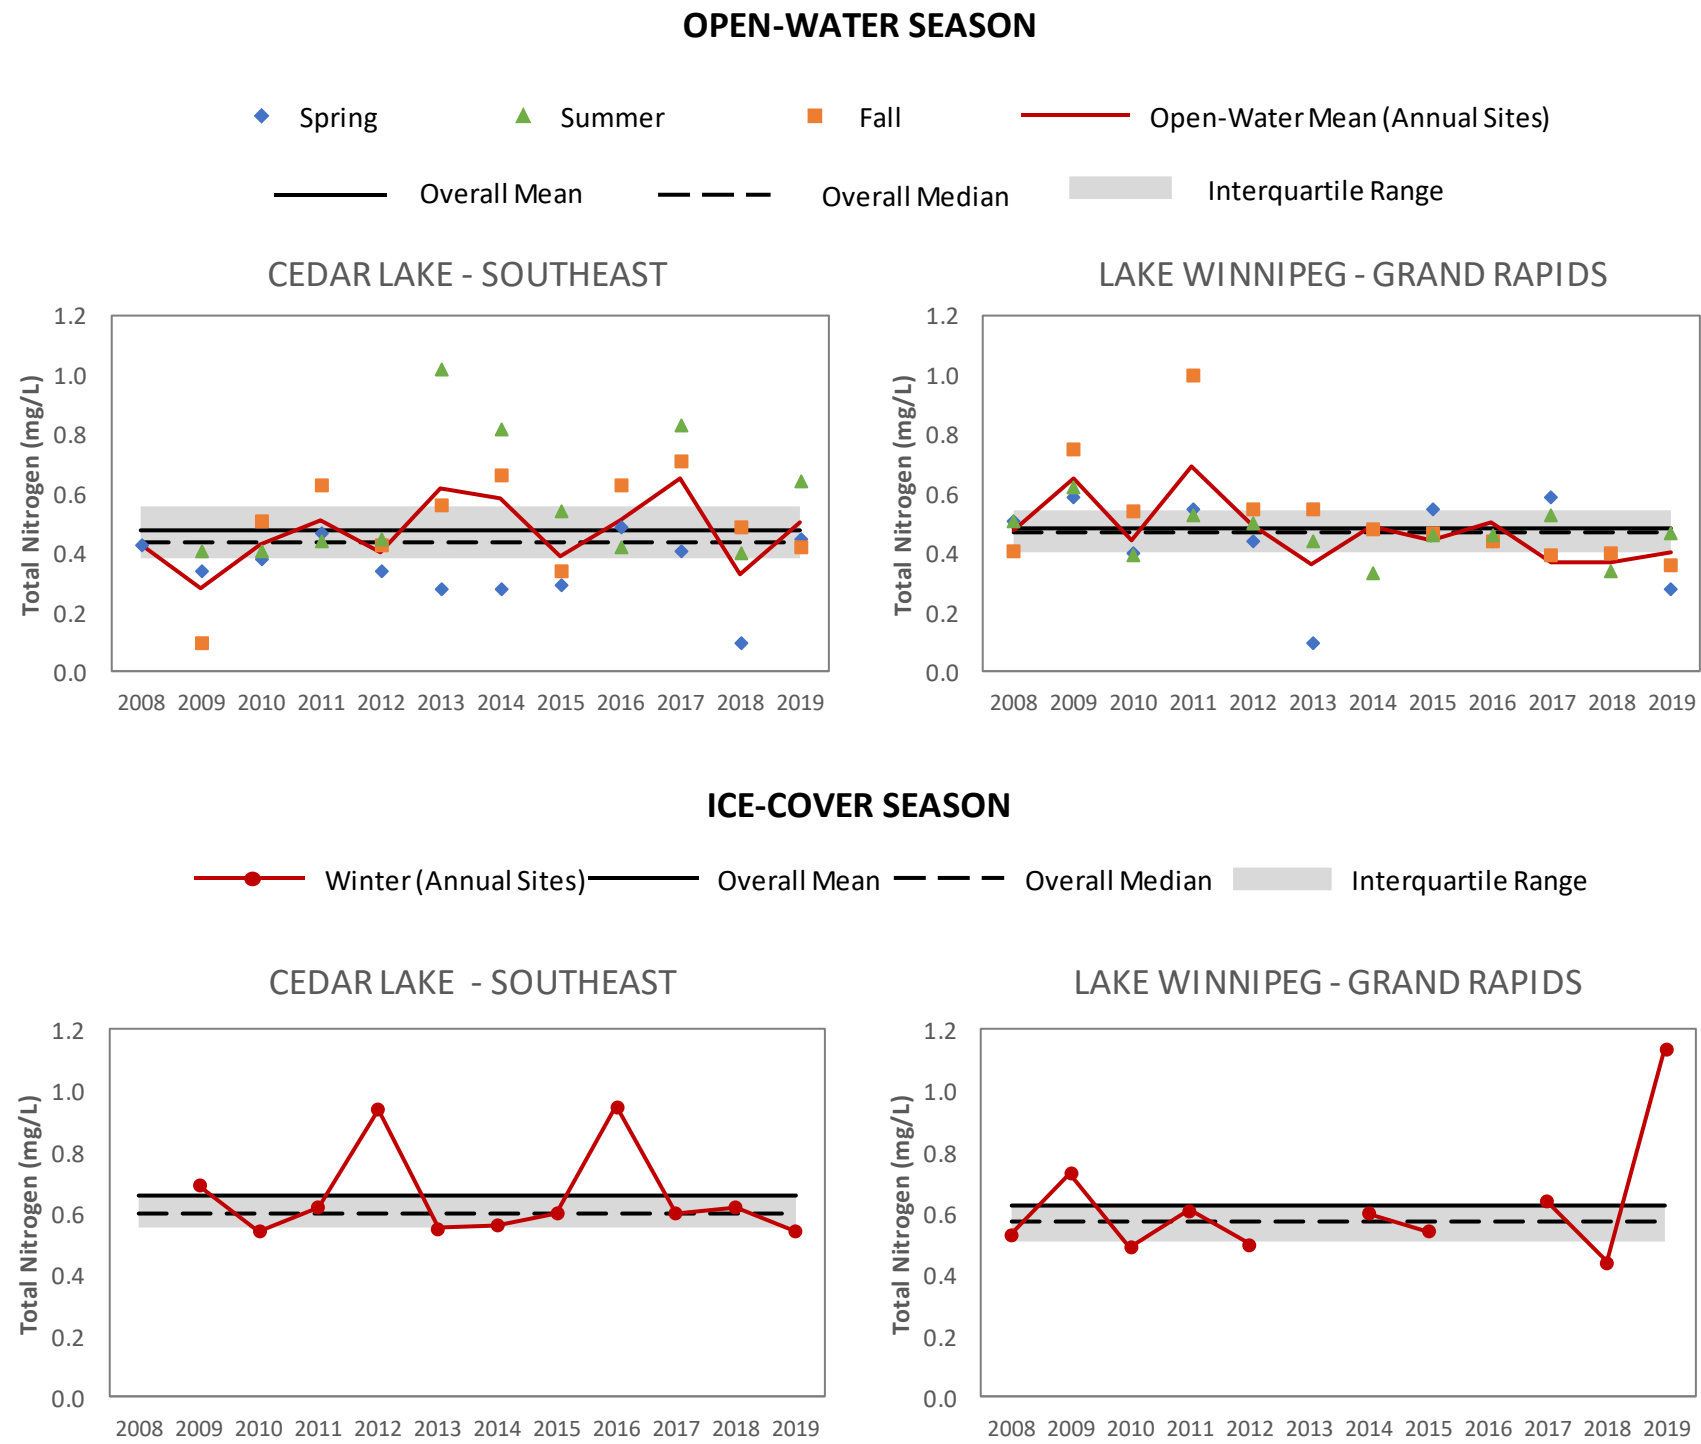 OPEN-WATER SEASON
Spring Summer Fall Open-Water Mean (Annual Sites)
Overall Mean Overall Median Interquartile Range
CEDAR LAKE - SOUTHEAST
Total Nitrogen (mg/L)
1.2
1.0
0.8
0.6
0.4
0.2
0.0
2008 2009 2010 2011 2012 2013 2014 2015 2016 2017 2018 2019
LAKE WINNIPEG - GRAND RAPIDS
Total Nitrogen (mg/L)
1.2
1.0
0.8
0.6
0.4
0.2
0.0
2008 2009 2010 2011 2012 2013 2014 2015 2016 2017 2018 2019
ICE-COVER SEASON
Winter (Annual Sites) Overall Mean Overall Median Interquartile Range
CEDAR LAKE - SOUTHEAST
Total Nitrogen (mg/L)
1.2
1.0
0.8
0.6
0.4
0.2
0.0
2008 2009 2010 2011 2012 2013 2014 2015 2016 2017 2018 2019
LAKE WINNIPEG - GRAND RAPIDS
Total Nitrogen (mg/L)
1.2
1.0
0.8
0.6
0.4
0.2
0.0
2008 2009 2010 2011 2012 2013 2014 2015 2016 2017 2018 2019